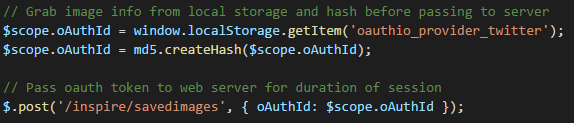 // Grab image info from local storage and hash before passing to server
$scope.oAuthId = window.localStorage.getItem('oauthio_provider_twitter');
$scope.oAuthId = md5.createHash($scope.oAuthId);
// Pass oauth token to web server for duration of session
$.post('/inspire/savedimages', { oAuthId: $scope.oAuthId });